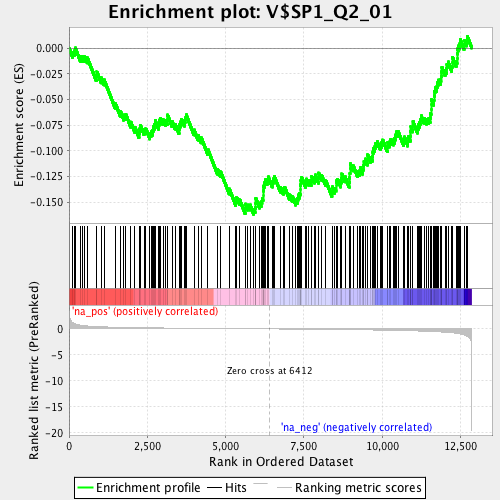 Enrichment plot: V$SP1_Q2_01
Enrichment score (ES)
0.000
-0.025
-0.050
-0.075
-0.100
-0.125
-0.150
'na_pos' (positively correlated)
Ranked list metric (PreRanked)
0
-5
-10
-15
-20
Zero cross at 6412
'na_neg' (negatively correlated)
0
2,500
5,000
7,500
10,000
12,500
Rank in Ordered Dataset
Enrichment profile
Hits
Ranking metric scores